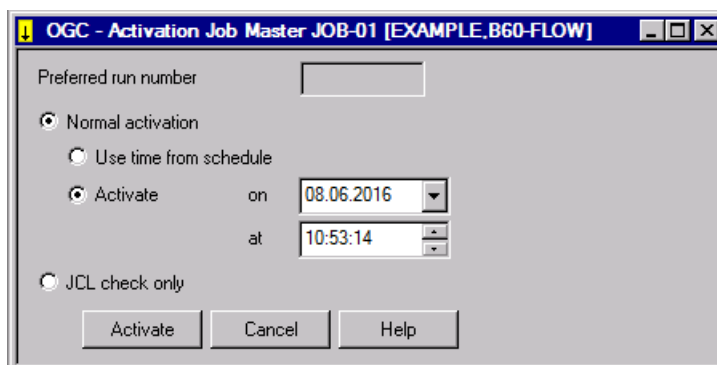 OGC - Activation Job Master JOB-01 [EXAMPLE,B60-FLOW]
Preferred run number
Normal activation
Use time from schedule
Activate on 08.06.2016
at 10:53:14
JCL check only
Activate Cancel Help